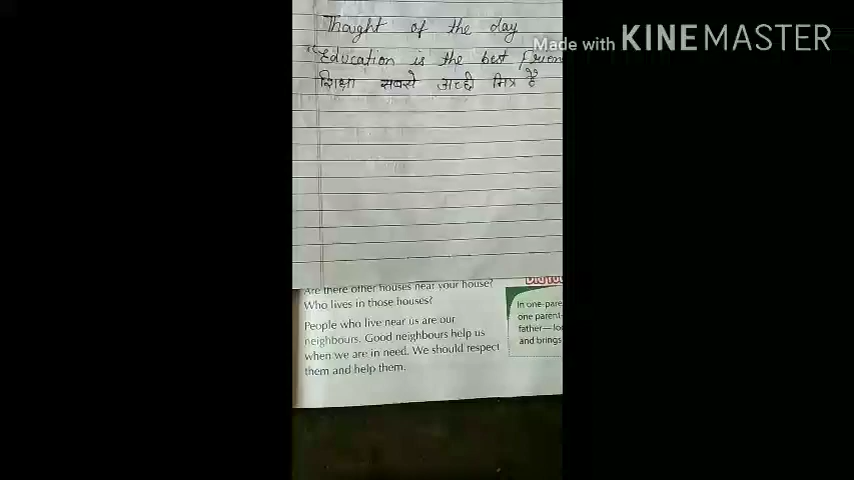 Thought of the day
Made with KINEMASTER
"Education is the best
शिक्षा सबसे अच्छी मित्र है
Are there other houses near your house?
Who lives in those houses?
People who live near us are our
neighbours. Good neighbours help us
when we are in need. We should respect
them and help them.
In one-pare
one parent
father—lo
and brings